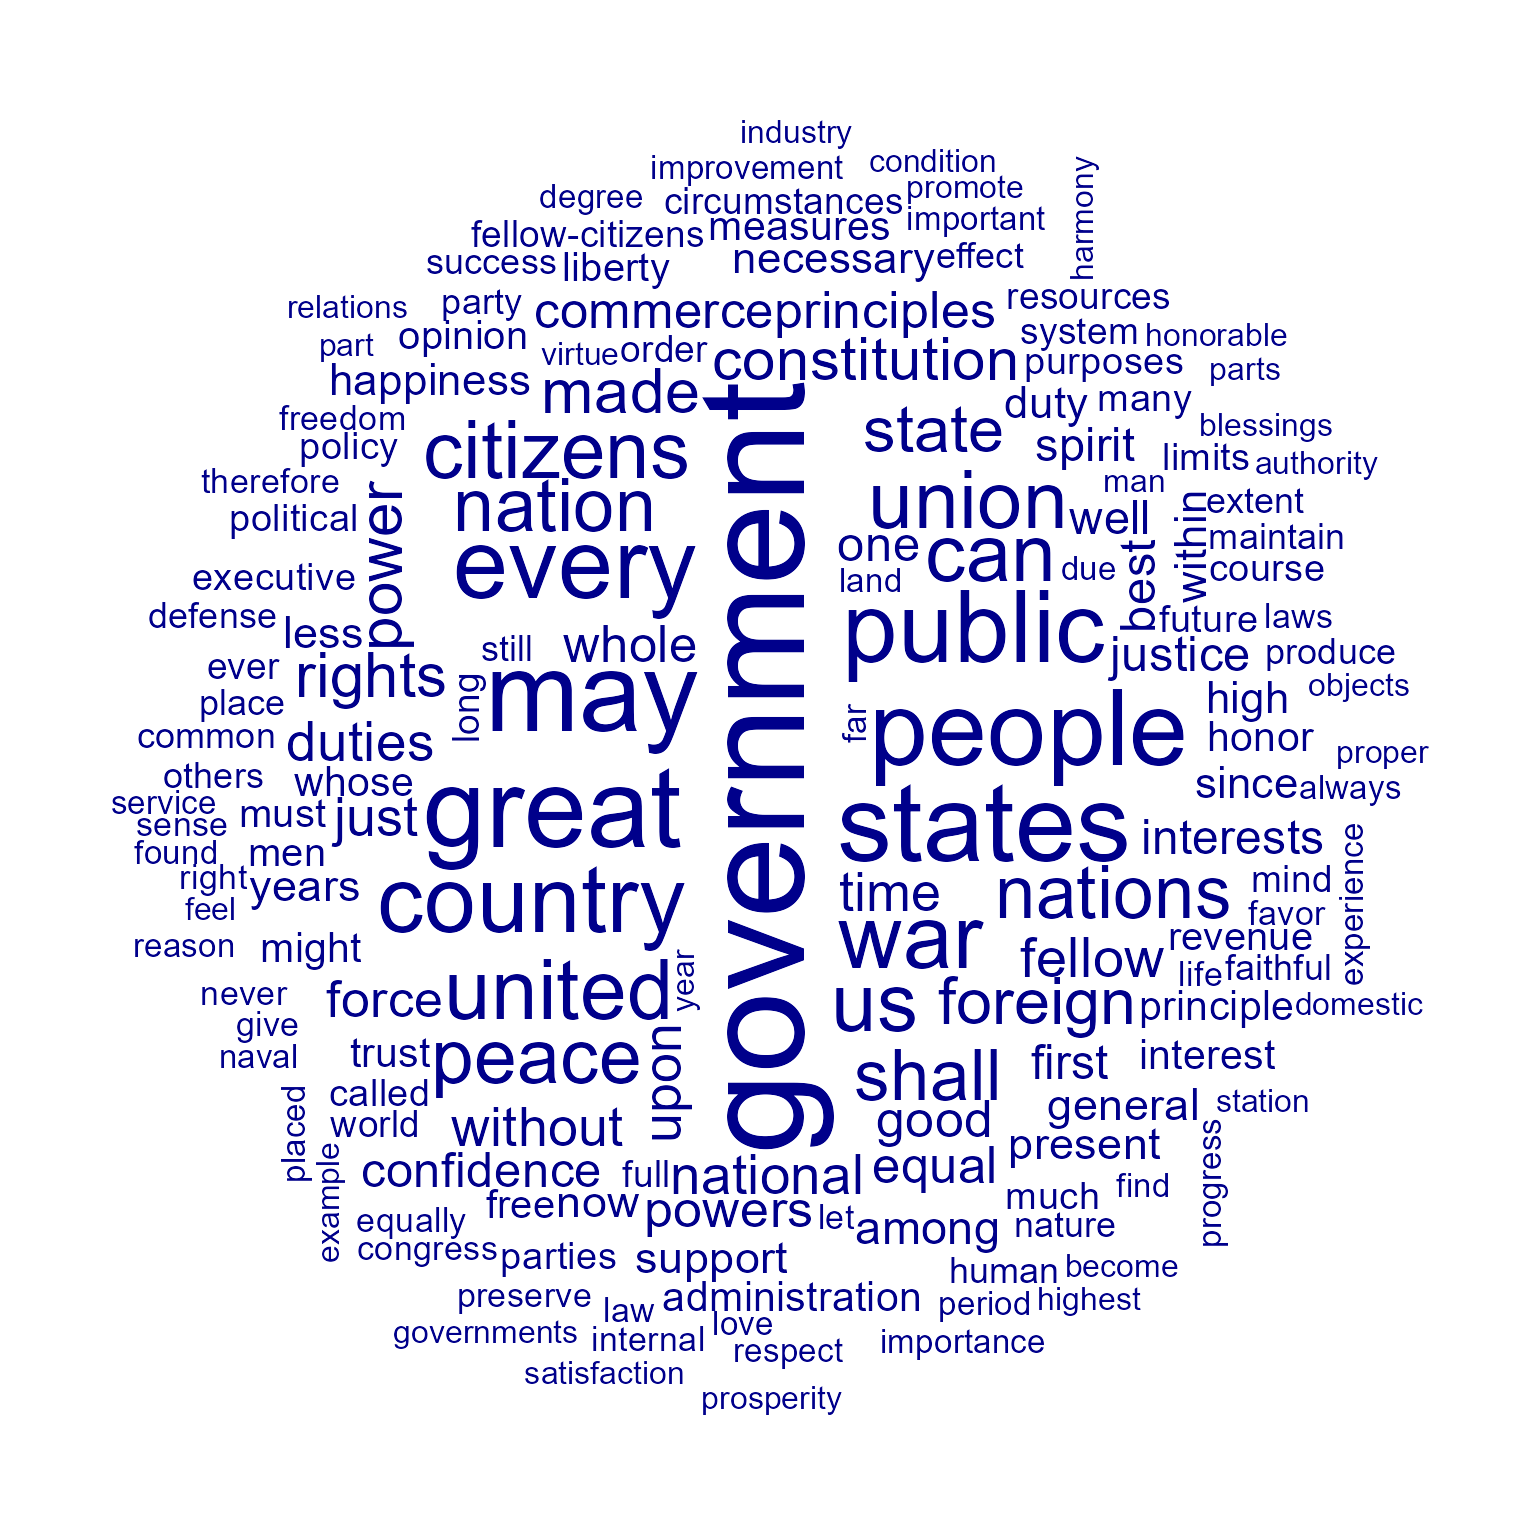 industry
improvement
condition
harmony
degree
circumstances
promote
fellow-citizens
measures
important
success
liberty
necessary
effect
relations
party
commerce
principles
resources
part
opinion
virtue
order
constitution
system
honorable
purposes
parts
happiness
made
duty
many
freedom
citizens
government
state
spirit
blessings
policy
limits
authority
therefore
nation
union
man
political
power
well
within
extent
every
one
can
best
maintain
executive
land
due
course
defense
less
still
whole
public
future
laws
ever
rights
justice
produce
place
long
may
far
people
high
objects
common
duties
honor
proper
others
whose
since
always
service
must
just
great
states
interests
experience
sense
found
men
right
years
country
time
nations
mind
feel
favor
reason
might
war
fellow
revenue
life
faithful
never
force
united
year
us
foreign
principle
domestic
give
naval
trust
peace
upon
shall
first
interest
called
placed
world
without
good
general
station
example
confidence
full
national
equal
present
progress
free
now
powers
let
among
much
find
nature
equally
congress
parties
support
human
become
preserve
law
administration
period
highest
governments
internal
love
respect
importance
satisfaction
prosperity